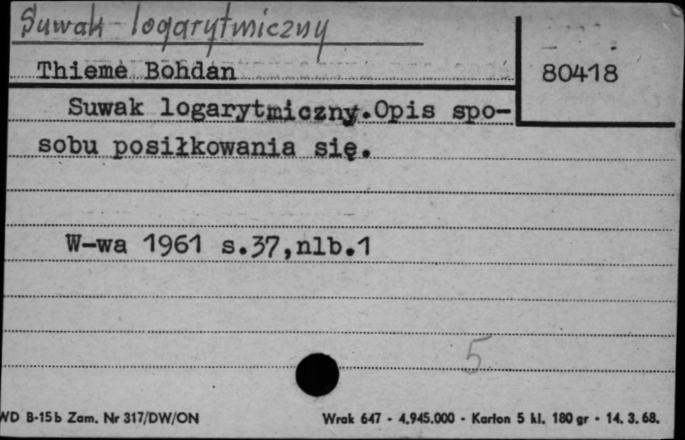 Suwak logarytmiczny
Thieme Bohdan
80418
Suwak logarytmiczny.Opis spo-
sobu posiłkowania się.
W-wa 1961 s.37,nlb.1
5
WD B-15b Zam. Nr 317/DW/ON
Wrak 647 - 4.945.000 - Karton 5 kl. 180 gr - 14. 3. 68.